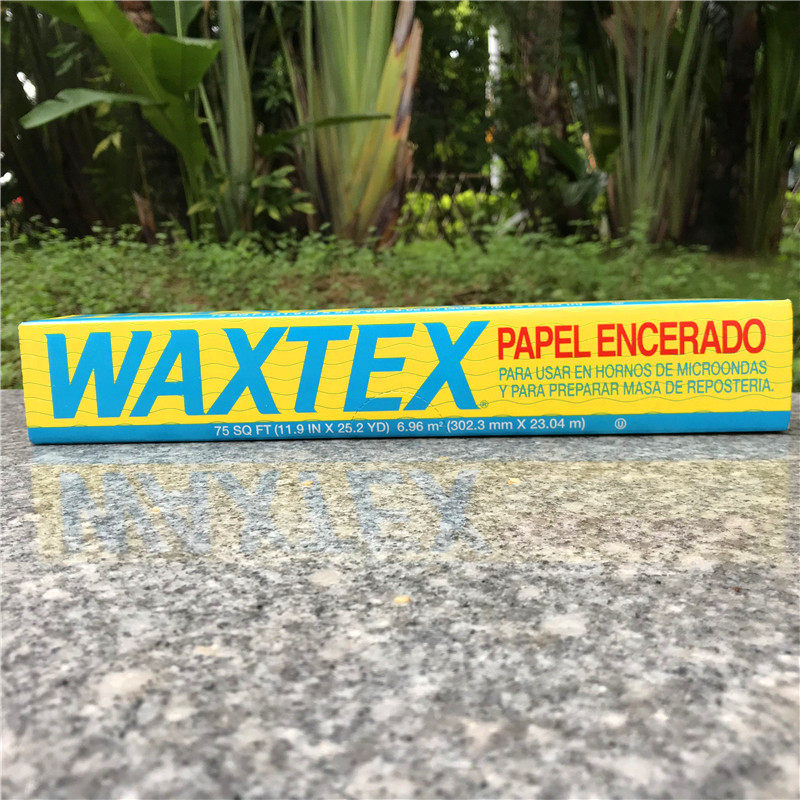 WAXTEX®
PAPEL ENCERADO
PARA USAR EN HORNOS DE MICROONDAS
Y PARA PREPARAR MASA DE REPOSTERIA.
75 SQ FT (11.9 IN X 25.2 YD) 6.96 m² (302.3 mm X 23.04 m) Ⓤ